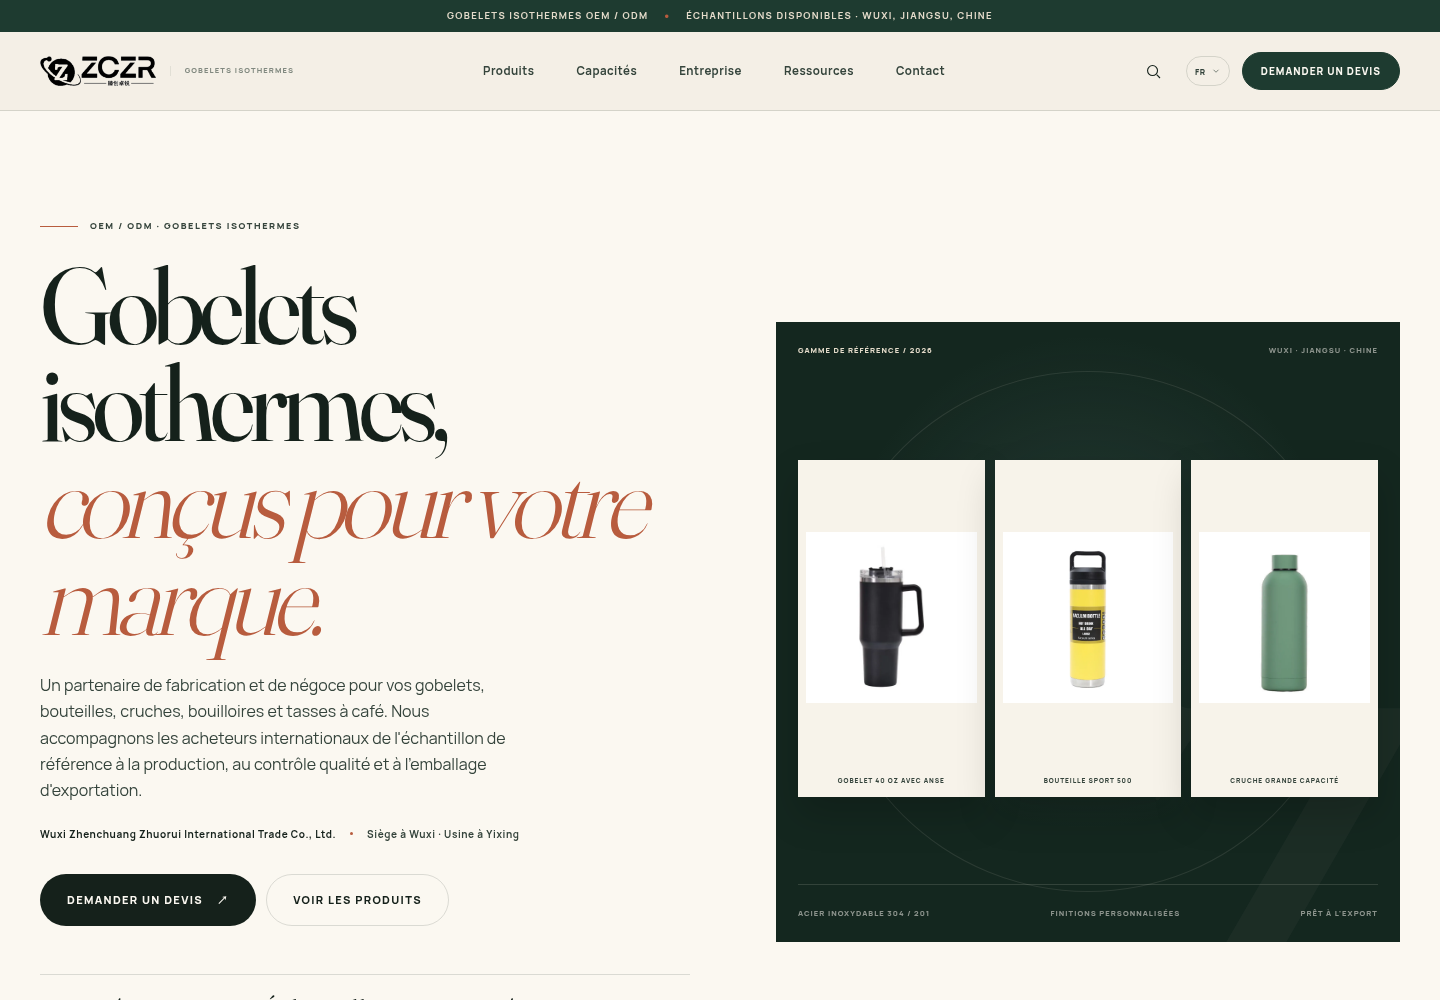 GOBELETS ISOTHERMES OEM / ODM • ÉCHANTILLONS DISPONIBLES · WUXI, JIANGSU, CHINE
ZCZR
GOBELETS ISOTHERMES
Produits Capacités Entreprise Ressources Contact
FR
DEMANDER UN DEVIS
OEM / ODM · GOBELETS ISOTHERMES
Gobelets
isothermes,
conçus pour votre
marque.
Un partenaire de fabrication et de négoce pour vos gobelets,
bouteilles, cruches, bouilloires et tasses à café. Nous
accompagnons les acheteurs internationaux de l'échantillon de
référence à la production, au contrôle qualité et à l'emballage
d'exportation.
Wuxi Zhenchuang Zhuorui International Trade Co., Ltd. • Siège à Wuxi · Usine à Yixing
DEMANDER UN DEVIS ↗
VOIR LES PRODUITS
GAMME DE RÉFÉRENCE / 2026
WUXI · JIANGSU · CHINE
VACUUM BOTTLE
GOBELET 40 OZ AVEC ANSE
BOUTEILLE SPORT 500
CRUCHE GRANDE CAPACITÉ
ACIER INOXYDABLE 304 / 201
FINITIONS PERSONNALISÉES
PRÊT À L'EXPORT